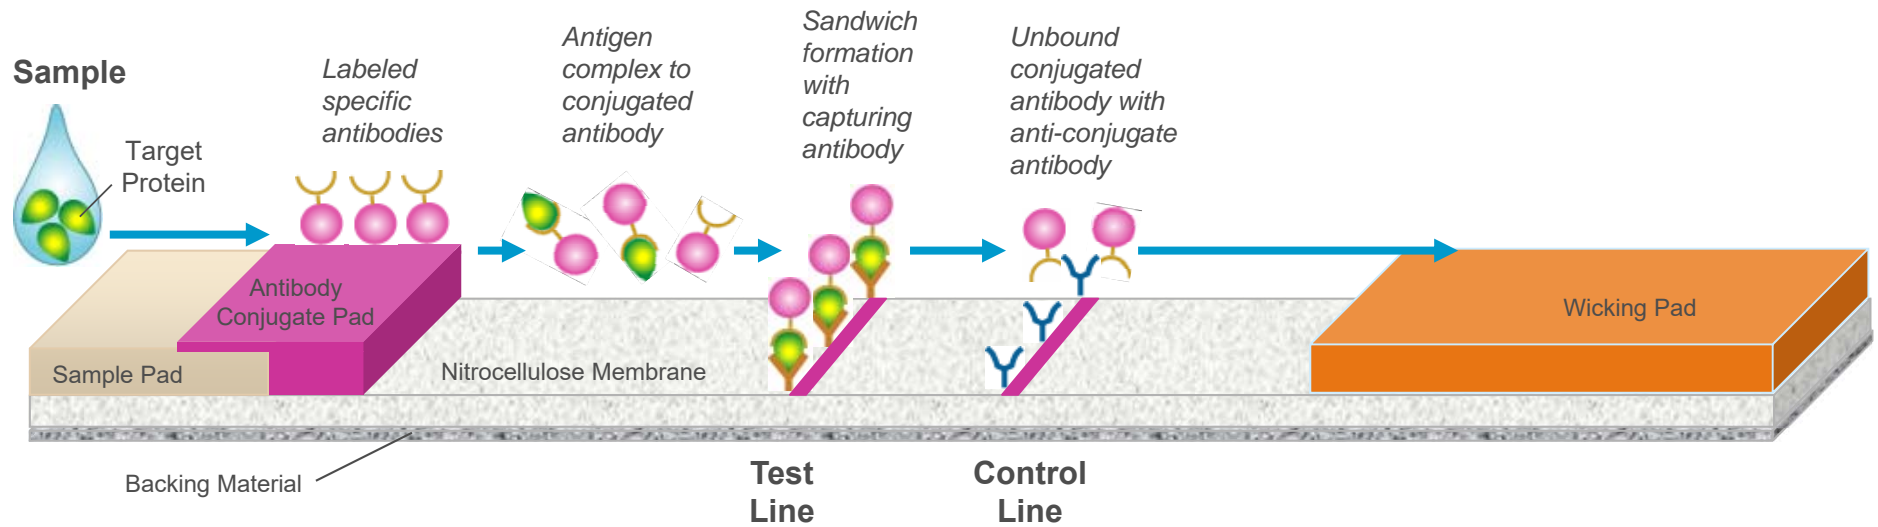 Sample
Target
Protein
Labeled
specific
antibodies
Antigen
complex to
conjugated
antibody
Sandwich
formation
with
capturing
antibody
Unbound
conjugated
antibody with
anti-conjugate
antibody
Antibody
Conjugate Pad
Sample Pad
Nitrocellulose Membrane
Wicking Pad
Backing Material
Test
Line
Control
Line